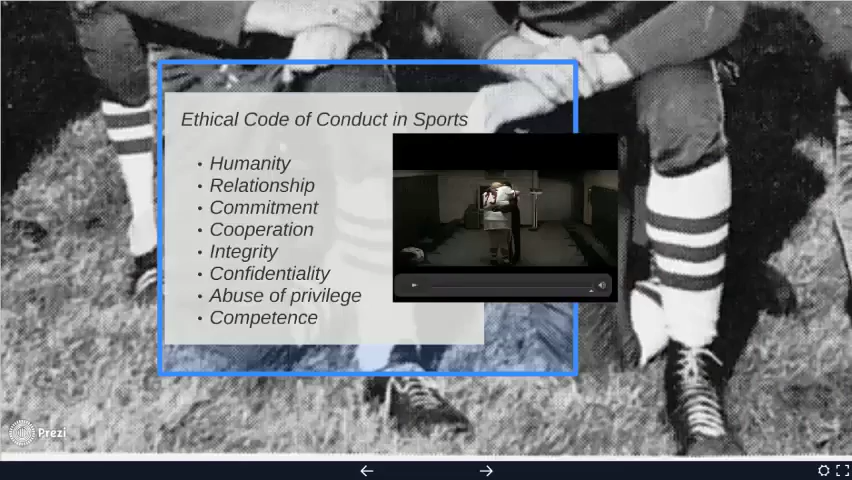 Ethical Code of Conduct in Sports
• Humanity
• Relationship
• Commitment
• Cooperation
• Integrity
• Confidentiality
• Abuse of privilege
• Competence
Prezi